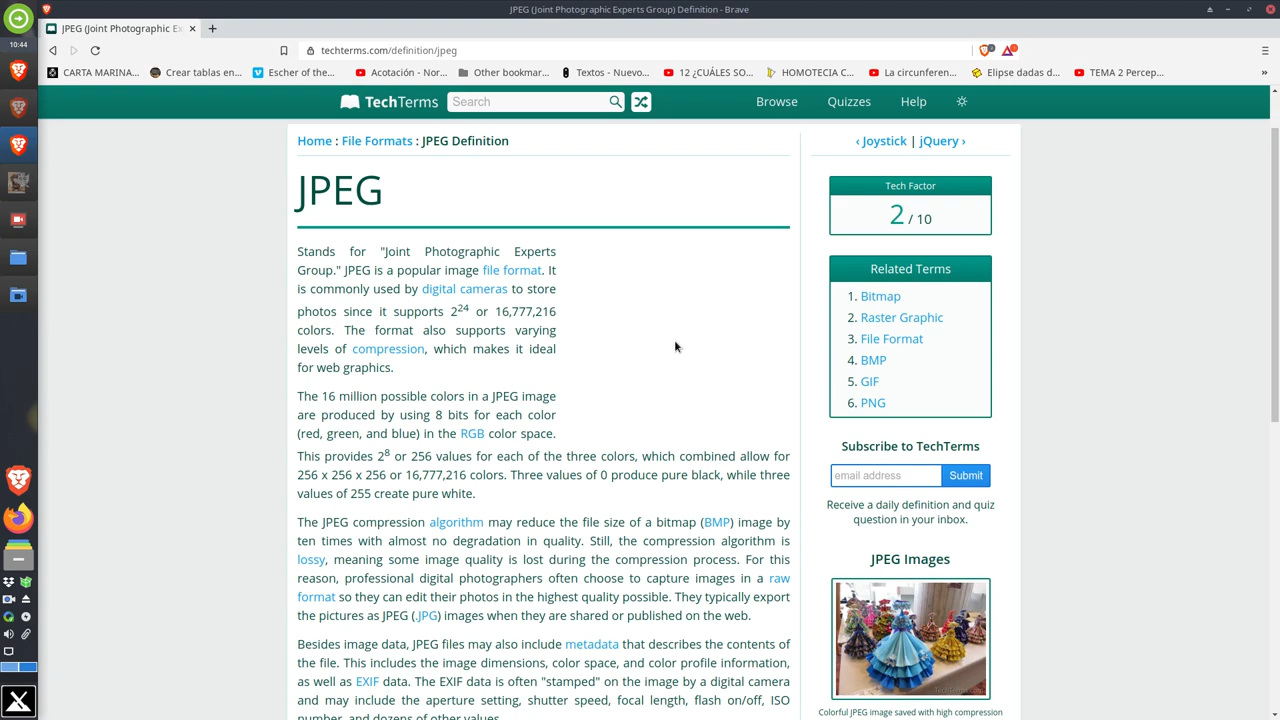 JPEG (Joint Photographic Experts Group) Definition - Brave
10:44
JPEG (Joint Photographic Ex
techterms.com/definition/jpeg
CARTA MARINA...
Crear tablas en...
Escher of the...
Acotación - Nor...
Other bookmar...
Textos - Nuevo...
12 ¿CUÁLES SO...
HOMOTECIA C...
La circunferen...
Elipse dadas d...
TEMA 2 Percep...
TechTerms
Search
Browse
Quizzes
Help
Home : File Formats : JPEG Definition
‹ Joystick | jQuery ›
JPEG
Stands for "Joint Photographic Experts
Group." JPEG is a popular image file format. It
is commonly used by digital cameras to store
photos since it supports 2²⁴ or 16,777,216
colors. The format also supports varying
levels of compression, which makes it ideal
for web graphics.
The 16 million possible colors in a JPEG image
are produced by using 8 bits for each color
(red, green, and blue) in the RGB color space.
This provides 2⁸ or 256 values for each of the three colors, which combined allow for
256 x 256 x 256 or 16,777,216 colors. Three values of 0 produce pure black, while three
values of 255 create pure white.
The JPEG compression algorithm may reduce the file size of a bitmap (BMP) image by
ten times with almost no degradation in quality. Still, the compression algorithm is
lossy, meaning some image quality is lost during the compression process. For this
reason, professional digital photographers often choose to capture images in a raw
format so they can edit their photos in the highest quality possible. They typically export
the pictures as JPEG (.JPG) images when they are shared or published on the web.
Besides image data, JPEG files may also include metadata that describes the contents of
the file. This includes the image dimensions, color space, and color profile information,
as well as EXIF data. The EXIF data is often "stamped" on the image by a digital camera
and may include the aperture setting, shutter speed, focal length, flash on/off, ISO
number, and dozens of other values.
Tech Factor
2 / 10
Related Terms
1. Bitmap
2. Raster Graphic
3. File Format
4. BMP
5. GIF
6. PNG
Subscribe to TechTerms
email address
Submit
Receive a daily definition and quiz
question in your inbox.
JPEG Images
TechTerms.com
Colorful JPEG image saved with high compression